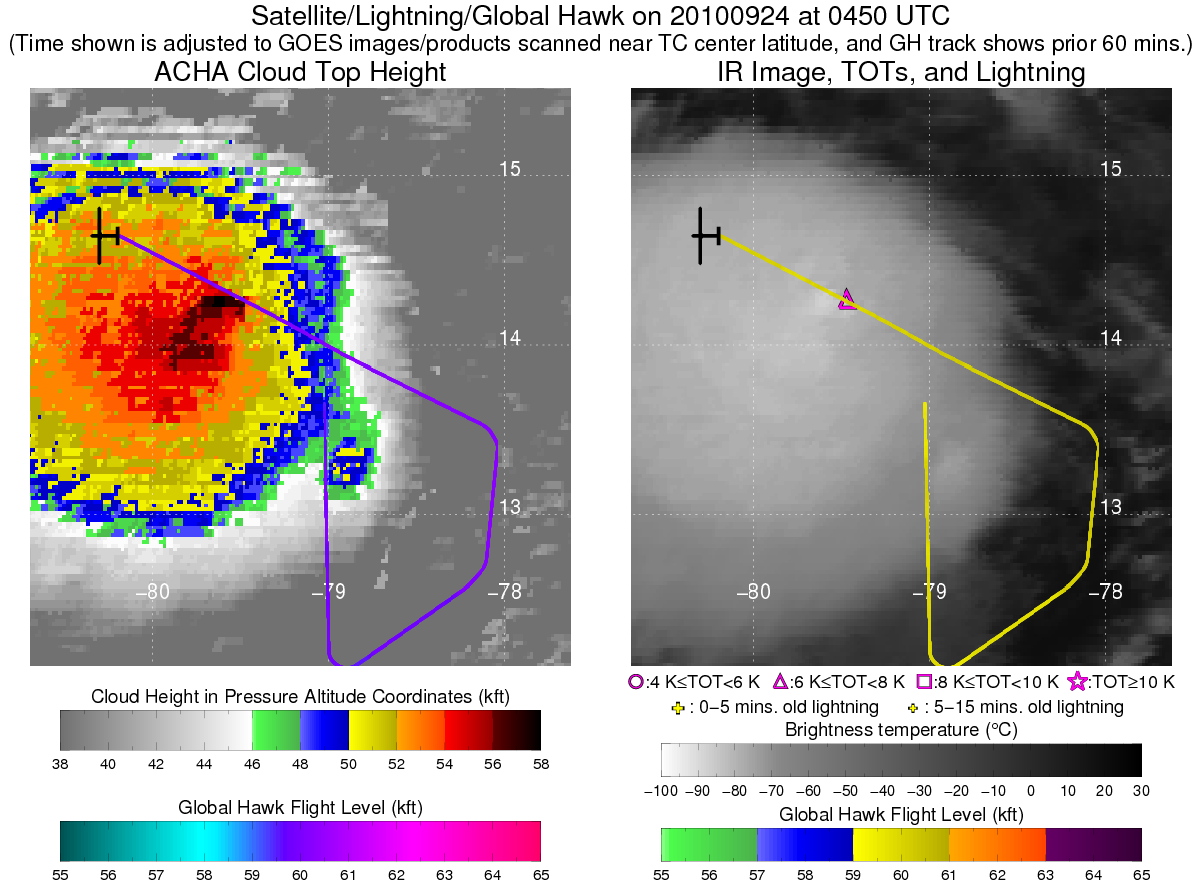 Satellite/Lightning/Global Hawk on 20100924 at 0450 UTC
(Time shown is adjusted to GOES images/products scanned near TC center latitude, and GH track shows prior 60 mins.)
ACHA Cloud Top Height
15
14
13
−80 −79 −78
Cloud Height in Pressure Altitude Coordinates (kft)
38 40 42 44 46 48 50 52 54 56 58
Global Hawk Flight Level (kft)
55 56 57 58 59 60 61 62 63 64 65
IR Image, TOTs, and Lightning
15
14
13
−80 −79 −78
:4 K≤TOT<6 K :6 K≤TOT<8 K :8 K≤TOT<10 K :TOT≥10 K
: 0−5 mins. old lightning : 5−15 mins. old lightning
Brightness temperature (°C)
−100 −90 −80 −70 −60 −50 −40 −30 −20 −10 0 10 20 30
Global Hawk Flight Level (kft)
55 56 57 58 59 60 61 62 63 64 65